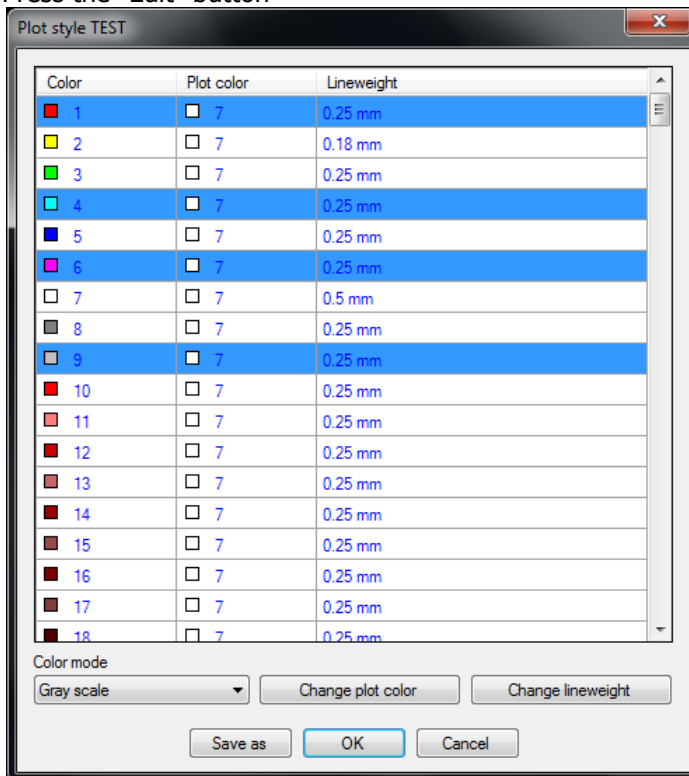 Plot style TEST
Color Plot color Lineweight
1 7 0.25 mm
2 7 0.18 mm
3 7 0.25 mm
4 7 0.25 mm
5 7 0.25 mm
6 7 0.25 mm
7 7 0.5 mm
8 7 0.25 mm
9 7 0.25 mm
10 7 0.25 mm
11 7 0.25 mm
12 7 0.25 mm
13 7 0.25 mm
14 7 0.25 mm
15 7 0.25 mm
16 7 0.25 mm
17 7 0.25 mm
18 7 0.25 mm
Color mode
Gray scale Change plot color Change lineweight
Save as OK Cancel